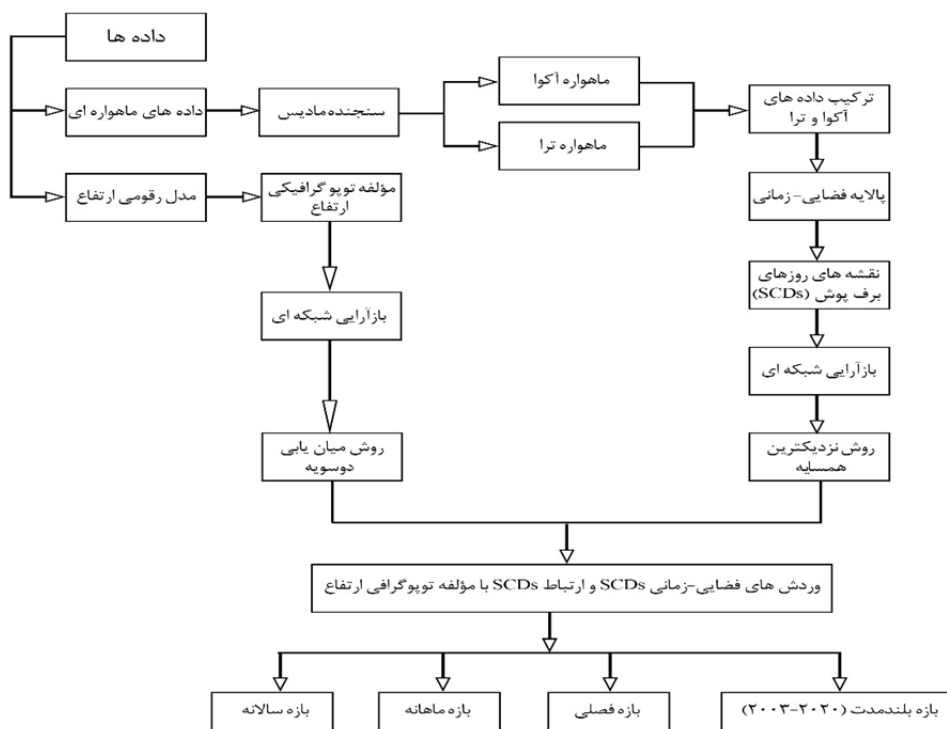 داده ها
داده های ماهواره ای
سنجنده مادیس
ماهواره آکوا
ماهواره ترا
ترکیب داده های
آکوا و ترا
پالایه فضایی-زمانی
نقشه های روزهای
برف پوش (SCDs)
بازآرایی شبکه ای
روش نزدیکترین
همسایه
مدل رقومی ارتفاع
مؤلفه توپوگرافیکی
ارتفاع
بازآرایی شبکه ای
روش میان یابی
دوسویه
وردش های فضایی-زمانی SCDs و ارتباط SCDs با مؤلفه توپوگرافی ارتفاع
بازه بلندمدت (۲۰۲۰-۲۰۰۳)
بازه فصلی
بازه ماهانه
بازه سالانه